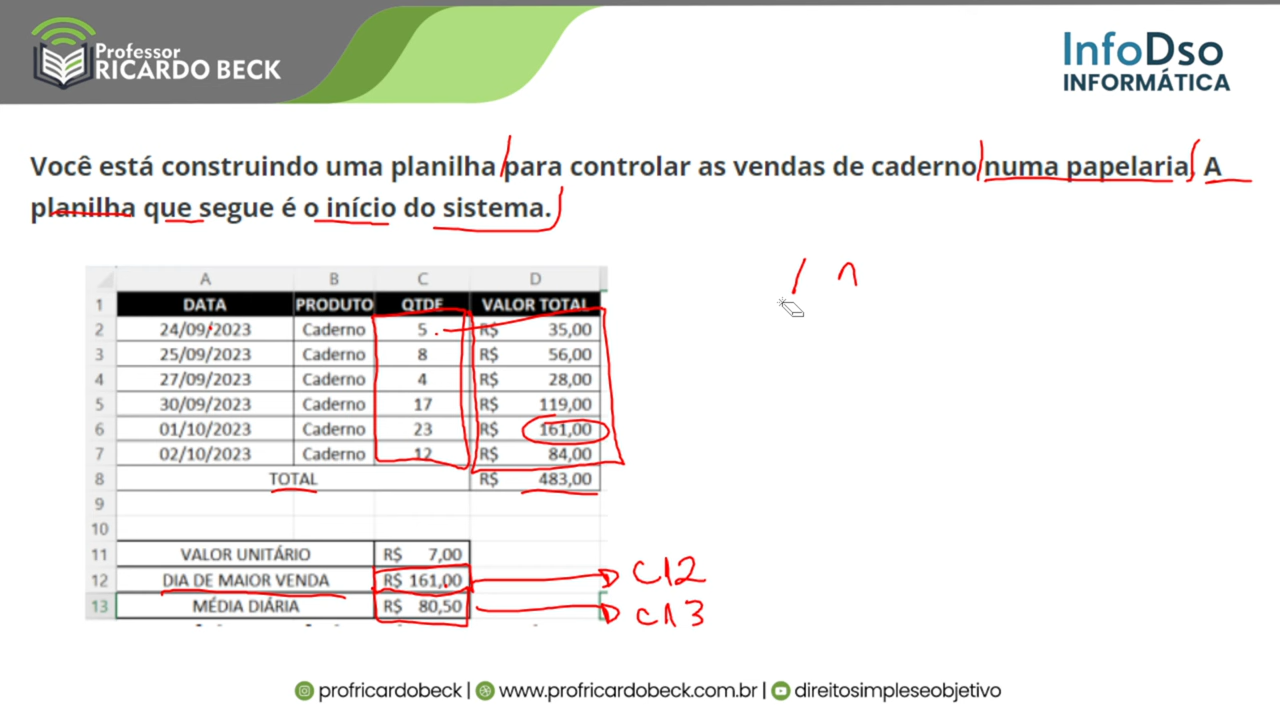 Professor
RICARDO BECK
InfoDso
INFORMÁTICA
Você está construindo uma planilha para controlar as vendas de caderno numa papelaria. A
planilha que segue é o início do sistema.
A B C D
1 DATA PRODUTO QTDE VALOR TOTAL
2 24/09/2023 Caderno 5 R$ 35,00
3 25/09/2023 Caderno 8 R$ 56,00
4 27/09/2023 Caderno 4 R$ 28,00
5 30/09/2023 Caderno 17 R$ 119,00
6 01/10/2023 Caderno 23 R$ 161,00
7 02/10/2023 Caderno 12 R$ 84,00
8 TOTAL R$ 483,00
9
10
11 VALOR UNITÁRIO R$ 7,00
12 DIA DE MAIOR VENDA R$ 161,00 C12
13 MÉDIA DIÁRIA R$ 80,50 C13
profricardobeck www.profricardobeck.com.br direitosimpleseobjetivo